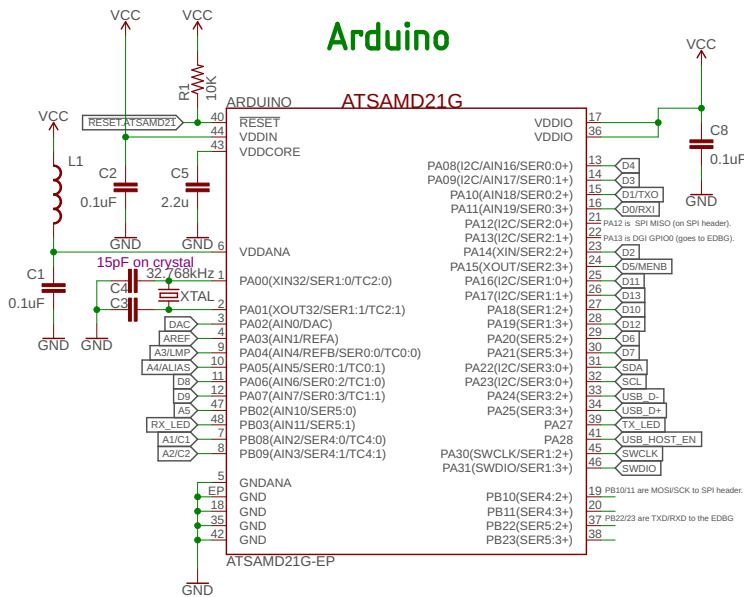 Arduino
VCC
VCC
VCC
VCC
R1
10K
ARDUINO
ATSAMD21G
RESET.ATSAMD21
40
RESET
44
VDDIN
43
VDDCORE
VDDIO
17
VDDIO
36
C8
0.1uF
GND
L1
C2
0.1uF
C5
2.2u
GND
GND
6
VDDANA
C1
0.1uF
GND
15pF on crystal
32.768kHz
C4
C3
XTAL
GND
1
PA00(XIN32/SER1:0/TC2:0)
2
PA01(XOUT32/SER1:1/TC2:1)
DAC
3
PA02(AIN0/DAC)
AREF
4
PA03(AIN1/REFA)
A3/LMP
9
PA04(AIN4/REFB/SER0:0/TC0:0)
A4/ALIAS
10
PA05(AIN5/SER0:1/TC0:1)
D8
11
PA06(AIN6/SER0:2/TC1:0)
D9
12
PA07(AIN7/SER0:3/TC1:1)
A5
47
PB02(AIN10/SER5:0)
RX_LED
48
PB03(AIN11/SER5:1)
A1/C1
7
PB08(AIN2/SER4:0/TC4:0)
A2/C2
8
PB09(AIN3/SER4:1/TC4:1)
5
GNDANA
EP
GND
18
GND
35
GND
42
GND
GND
ATSAMD21G-EP
PA08(I2C/AIN16/SER0:0+)
13
D4
PA09(I2C/AIN17/SER0:1+)
14
D3
PA10(AIN18/SER0:2+)
15
D1/TXO
PA11(AIN19/SER0:3+)
16
D0/RXI
PA12(I2C/SER2:0+)
21
PA12 is SPI MISO (on SPI header).
PA13(I2C/SER2:1+)
22
PA13 is DGI GPIO0 (goes to EDBG).
PA14(XIN/SER2:2+)
23
D2
PA15(XOUT/SER2:3+)
24
D5/MENB
PA16(I2C/SER1:0+)
25
D11
PA17(I2C/SER1:1+)
26
D13
PA18(SER1:2+)
27
D10
PA19(SER1:3+)
28
D12
PA20(SER5:2+)
29
D6
PA21(SER5:3+)
30
D7
PA22(I2C/SER3:0+)
31
SDA
PA23(I2C/SER3:0+)
32
SCL
PA24(SER3:2+)
33
USB_D-
PA25(SER3:3+)
34
USB_D+
PA27
39
TX_LED
PA28
41
USB_HOST_EN
PA30(SWCLK/SER1:2+)
45
SWCLK
PA31(SWDIO/SER1:3+)
46
SWDIO
PB10(SER4:2+)
19
PB10/11 are MOSI/SCK to SPI header.
PB11(SER4:3+)
20
PB22(SER5:2+)
37
PB22/23 are TXD/RXD to the EDBG
PB23(SER5:3+)
38